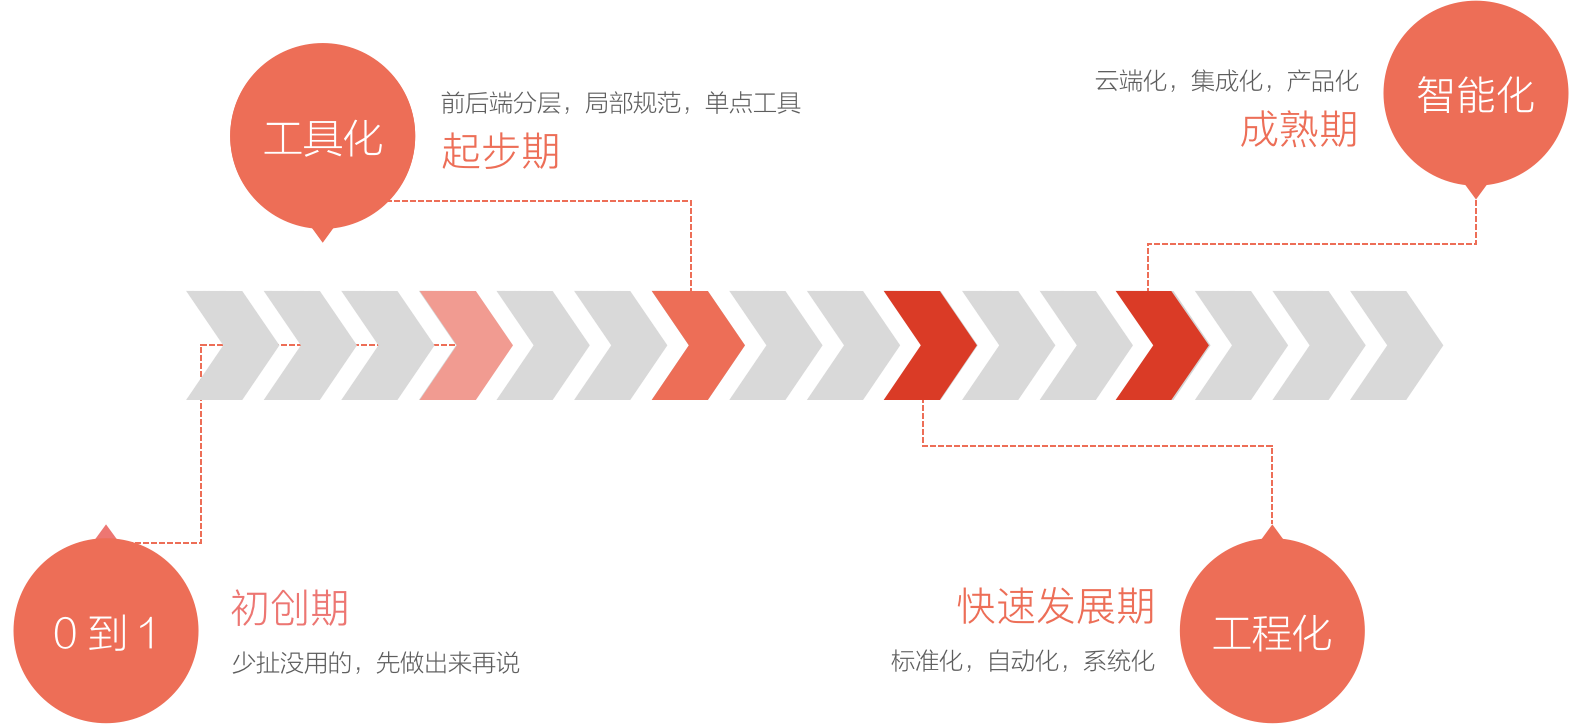 工具化
前后端分层，局部规范，单点工具
起步期
云端化，集成化，产品化
成熟期
智能化
0 到 1
初创期
少扯没用的，先做出来再说
快速发展期
标准化，自动化，系统化
工程化